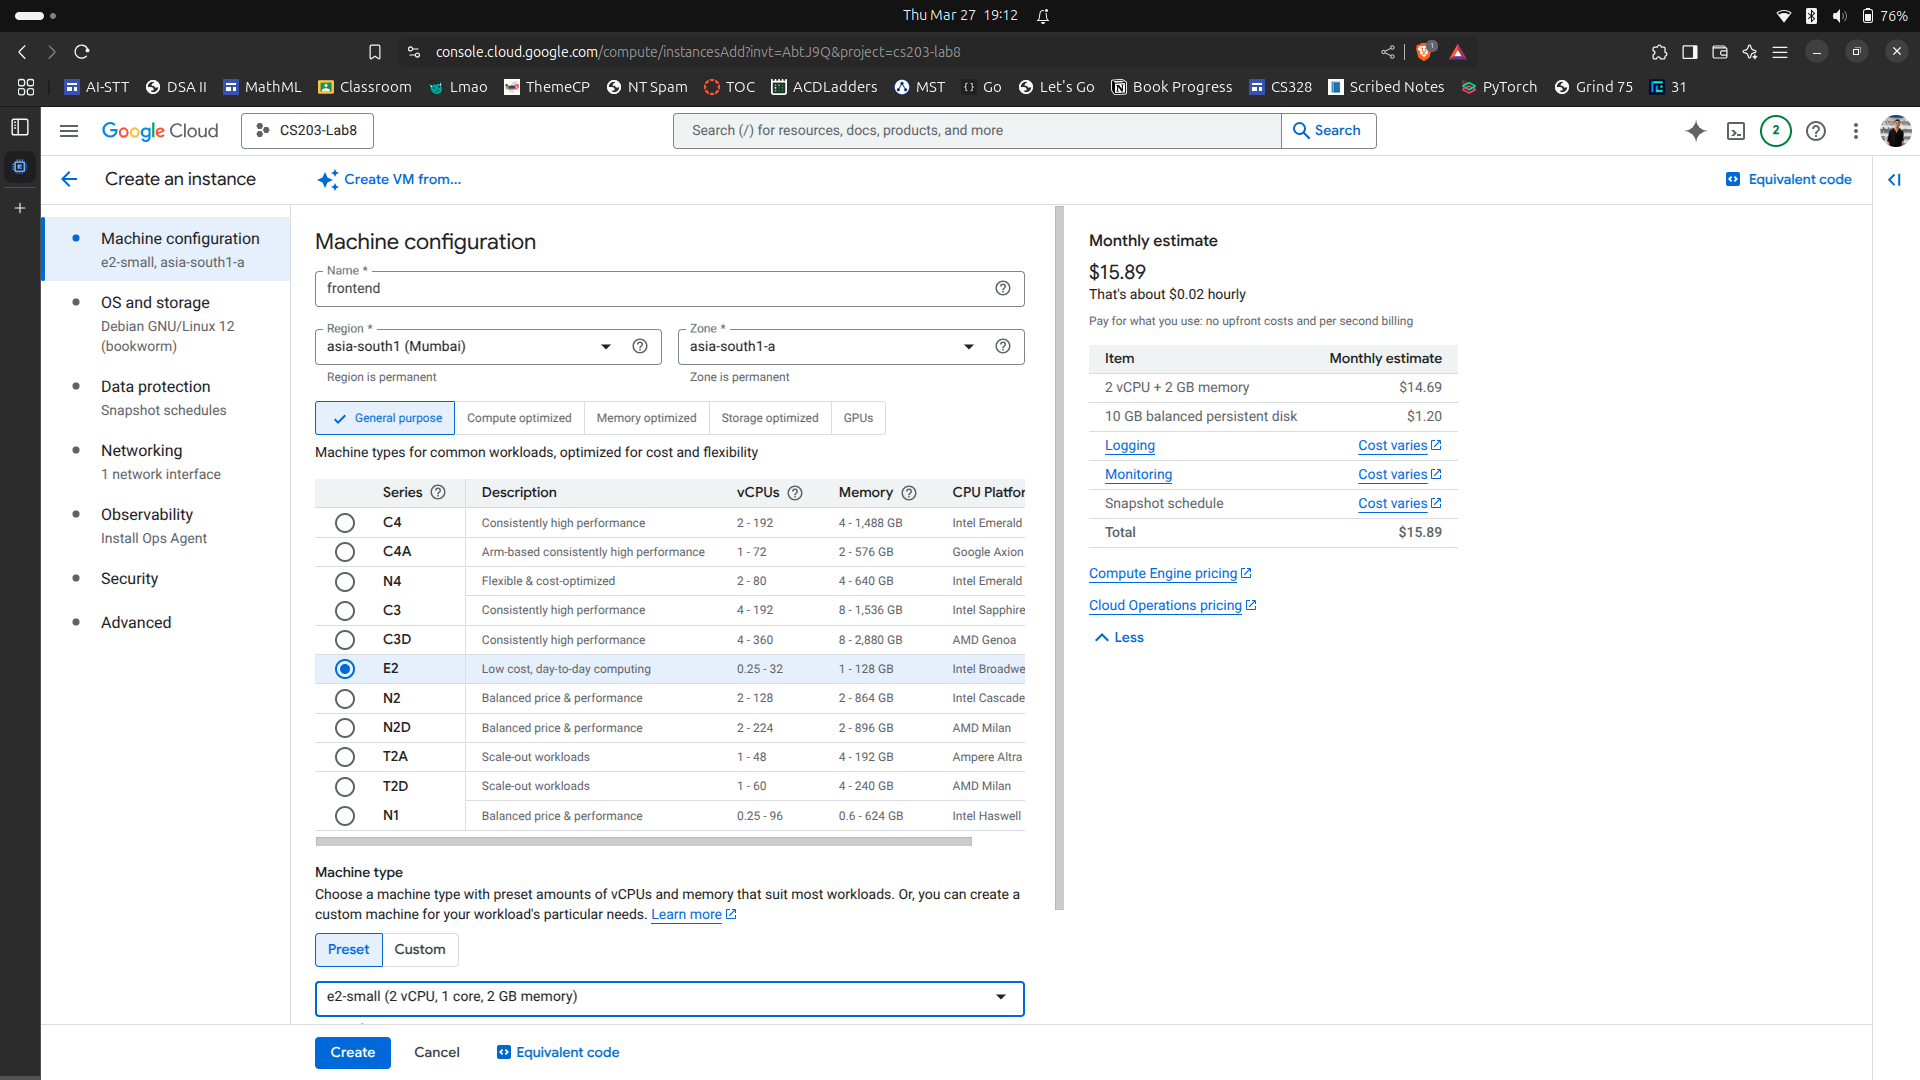 Thu Mar 27 19:12
76%
console.cloud.google.com/compute/instancesAdd?invt=AbtJ9Q&project=cs203-lab8
1
AI-STT DSA II MathML Classroom Lmao ThemeCP NT Spam TOC ACDLadders MST Go Let's Go Book Progress CS328 Scribed Notes PyTorch Grind 75 31
Google Cloud CS203-Lab8 Search (/) for resources, docs, products, and more Search 2
Create an instance Create VM from... Equivalent code
Machine configuration
e2-small, asia-south1-a
OS and storage
Debian GNU/Linux 12
(bookworm)
Data protection
Snapshot schedules
Networking
1 network interface
Observability
Install Ops Agent
Security
Advanced
Machine configuration
Name *
frontend
Region *
asia-south1 (Mumbai)
Region is permanent
Zone *
asia-south1-a
Zone is permanent
General purpose Compute optimized Memory optimized Storage optimized GPUs
Machine types for common workloads, optimized for cost and flexibility
Series Description vCPUs Memory CPU Platfor
C4 Consistently high performance 2 - 192 4 - 1,488 GB Intel Emerald
C4A Arm-based consistently high performance 1 - 72 2 - 576 GB Google Axion
N4 Flexible & cost-optimized 2 - 80 4 - 640 GB Intel Emerald
C3 Consistently high performance 4 - 192 8 - 1,536 GB Intel Sapphire
C3D Consistently high performance 4 - 360 8 - 2,880 GB AMD Genoa
E2 Low cost, day-to-day computing 0.25 - 32 1 - 128 GB Intel Broadwe
N2 Balanced price & performance 2 - 128 2 - 864 GB Intel Cascade
N2D Balanced price & performance 2 - 224 2 - 896 GB AMD Milan
T2A Scale-out workloads 1 - 48 4 - 192 GB Ampere Altra
T2D Scale-out workloads 1 - 60 4 - 240 GB AMD Milan
N1 Balanced price & performance 0.25 - 96 0.6 - 624 GB Intel Haswell
Machine type
Choose a machine type with preset amounts of vCPUs and memory that suit most workloads. Or, you can create a
custom machine for your workload's particular needs. Learn more
Preset Custom
e2-small (2 vCPU, 1 core, 2 GB memory)
Create Cancel Equivalent code
Monthly estimate
$15.89
That's about $0.02 hourly
Pay for what you use: no upfront costs and per second billing
Item Monthly estimate
2 vCPU + 2 GB memory $14.69
10 GB balanced persistent disk $1.20
Logging Cost varies
Monitoring Cost varies
Snapshot schedule Cost varies
Total $15.89
Compute Engine pricing
Cloud Operations pricing
Less